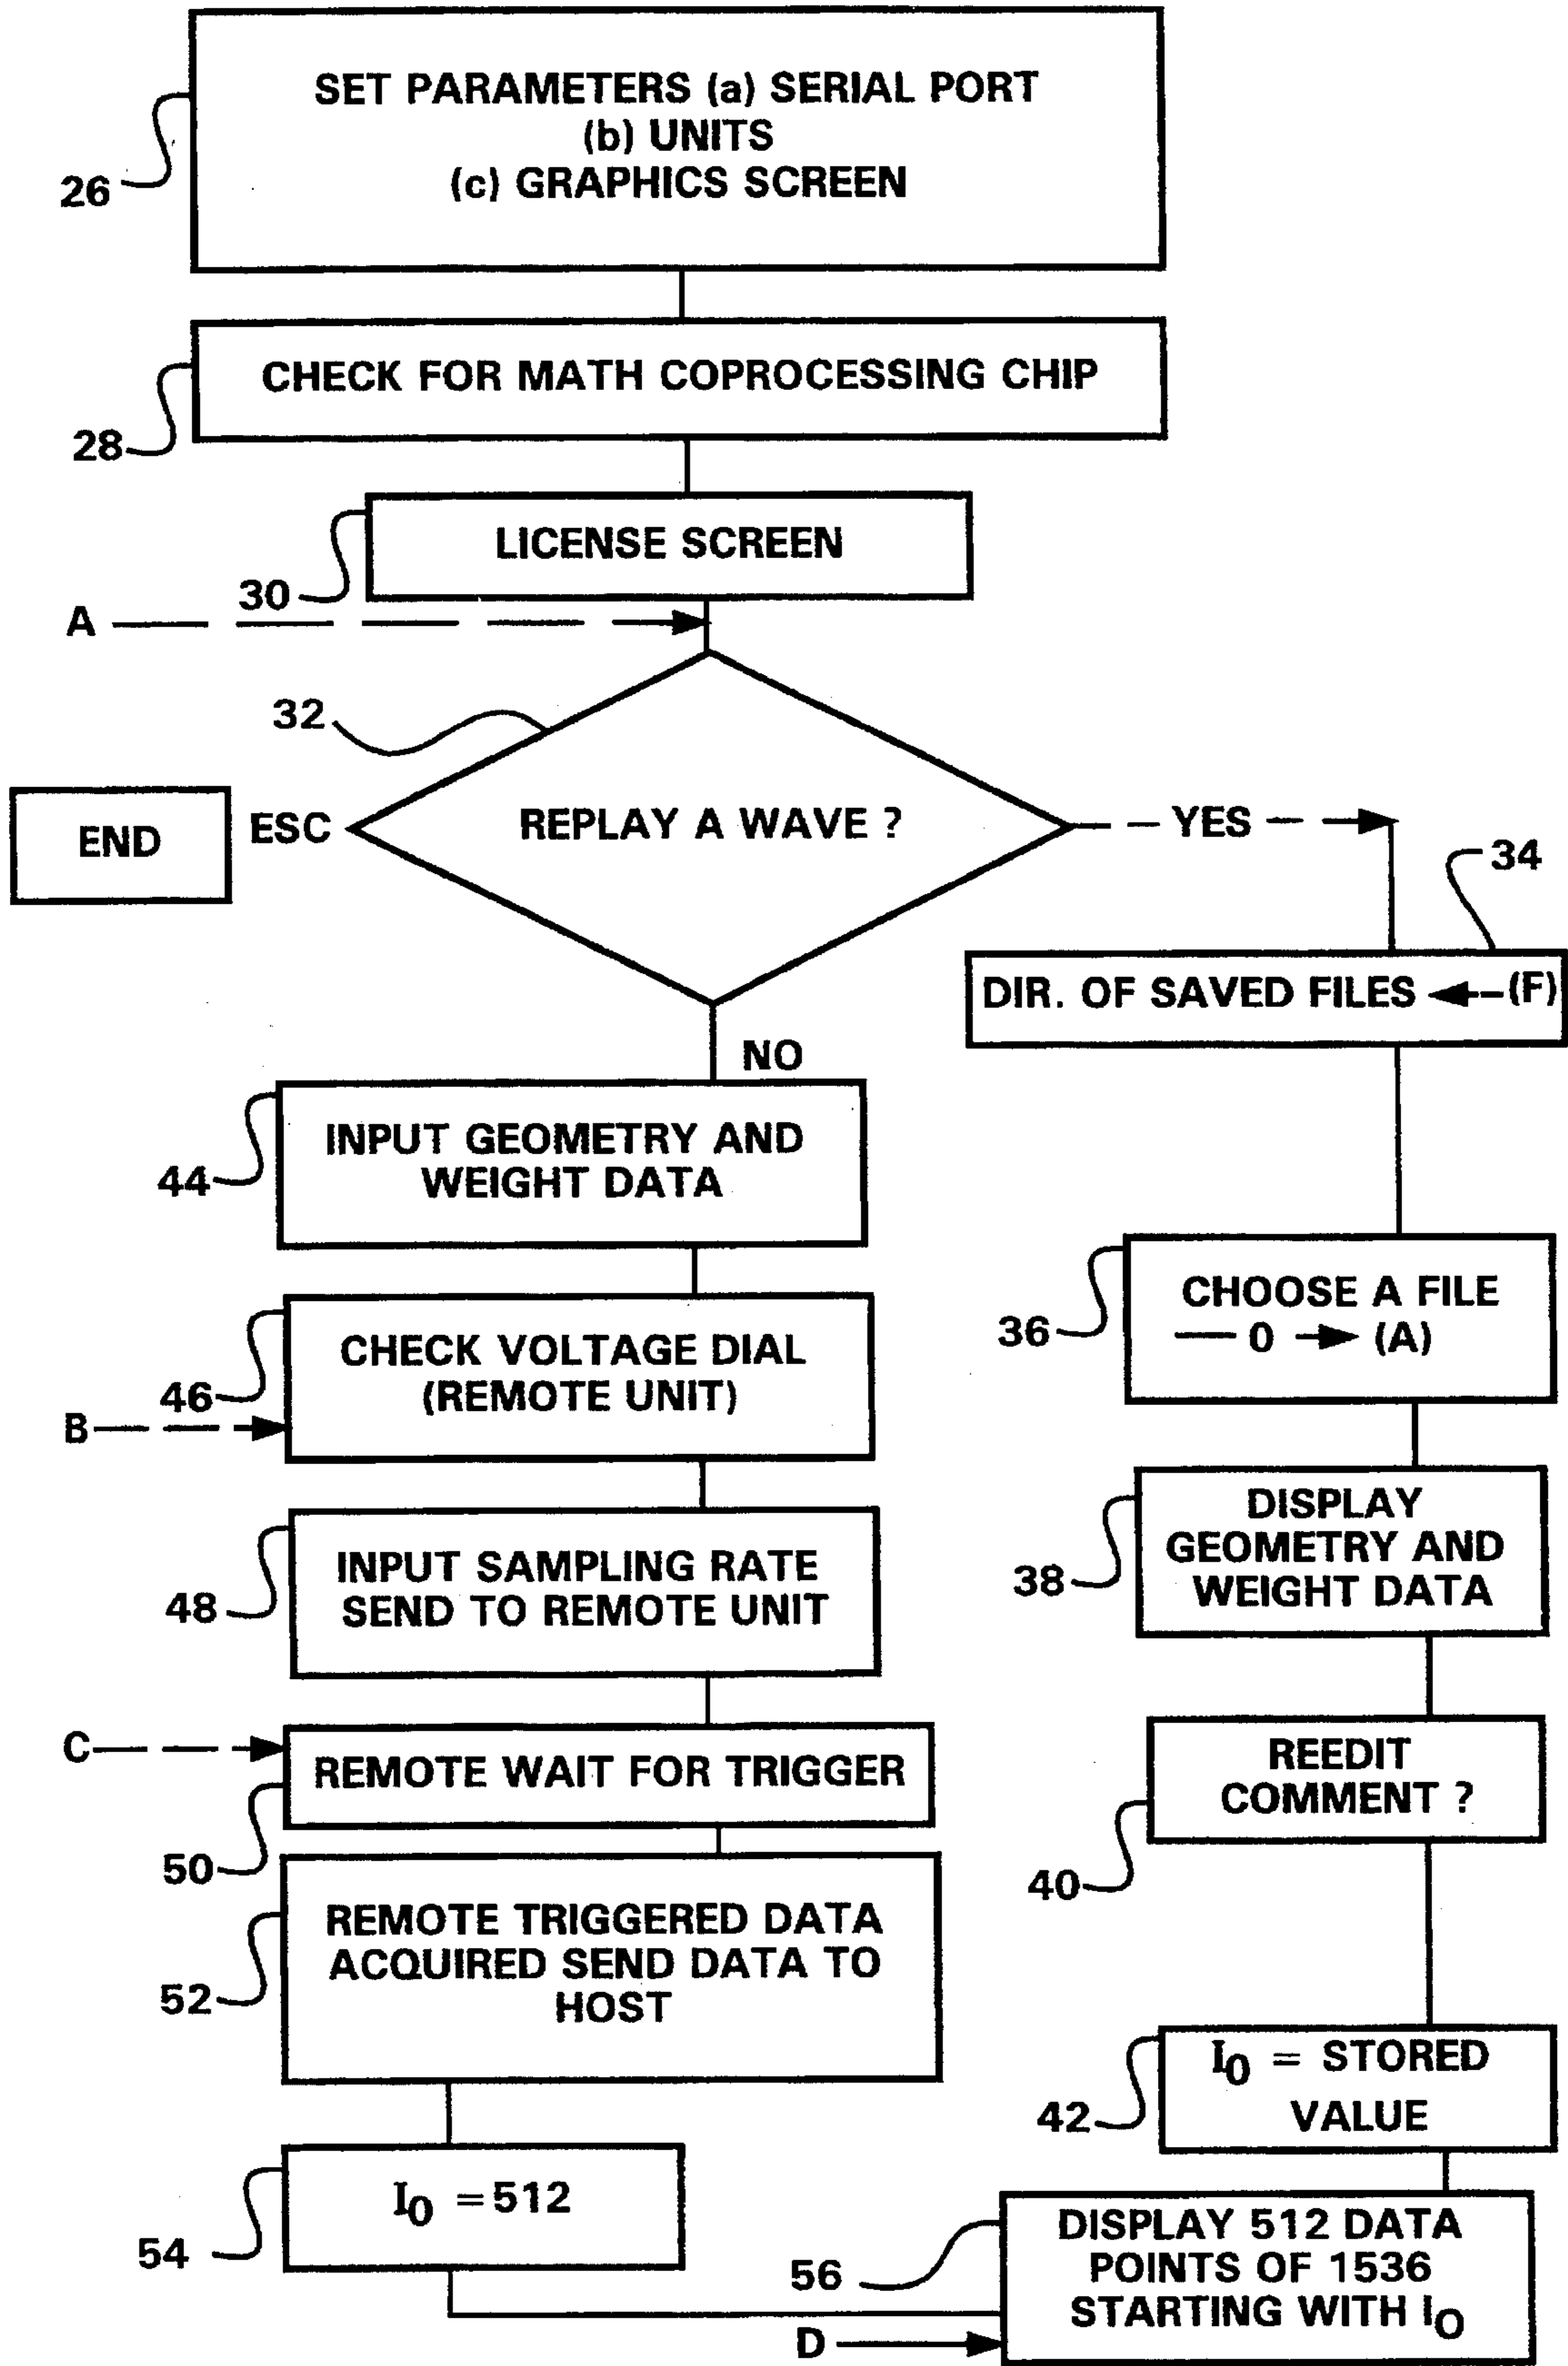 SET PARAMETERS (a) SERIAL PORT
(b) UNITS
(c) GRAPHICS SCREEN
26
CHECK FOR MATH COPROCESSING CHIP
28
LICENSE SCREEN
30
A
32
REPLAY A WAVE ?
END
ESC
YES
34
DIR. OF SAVED FILES ◄--(F)
NO
INPUT GEOMETRY AND
WEIGHT DATA
44
CHECK VOLTAGE DIAL
(REMOTE UNIT)
46
B
INPUT SAMPLING RATE
SEND TO REMOTE UNIT
48
C
REMOTE WAIT FOR TRIGGER
50
REMOTE TRIGGERED DATA
ACQUIRED SEND DATA TO
HOST
52
I0 = 512
54
CHOOSE A FILE
— 0 → (A)
36
DISPLAY
GEOMETRY AND
WEIGHT DATA
38
REEDIT
COMMENT ?
40
I0 = STORED
VALUE
42
DISPLAY 512 DATA
POINTS OF 1536
STARTING WITH IO
56
D